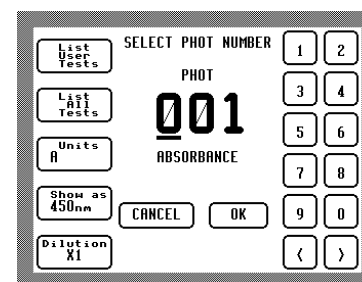 List
User
Tests
List
All
Tests
Units
A
Show as
450nm
Dilution
X1
SELECT PHOT NUMBER
PHOT
001
ABSORBANCE
CANCEL
OK
1
2
3
4
5
6
7
8
9
0
<
>